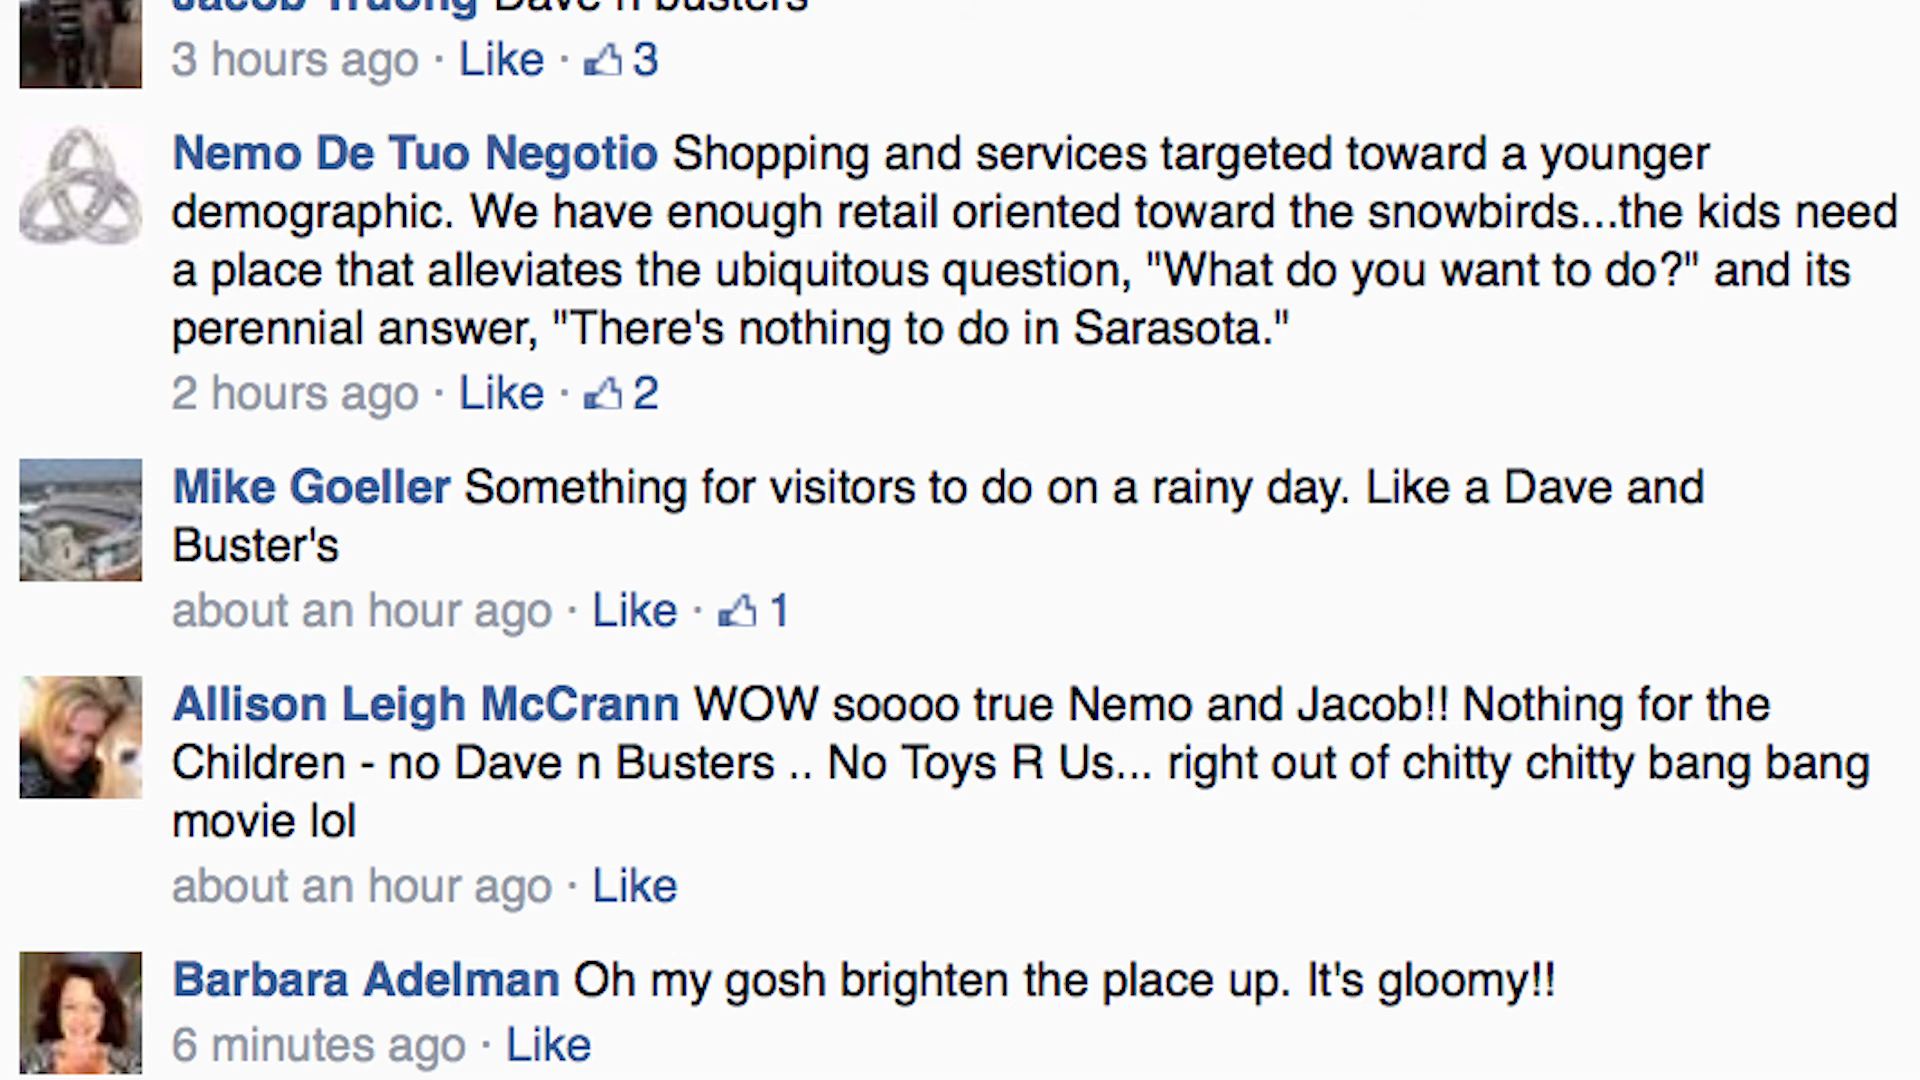 Jacob Truong Dave n busters
3 hours ago · Like · 3
Nemo De Tuo Negotio Shopping and services targeted toward a younger
demographic. We have enough retail oriented toward the snowbirds...the kids need
a place that alleviates the ubiquitous question, "What do you want to do?" and its
perennial answer, "There's nothing to do in Sarasota."
2 hours ago · Like · 2
Mike Goeller Something for visitors to do on a rainy day. Like a Dave and
Buster's
about an hour ago · Like · 1
Allison Leigh McCrann WOW soooo true Nemo and Jacob!! Nothing for the
Children - no Dave n Busters .. No Toys R Us... right out of chitty chitty bang bang
movie lol
about an hour ago · Like
Barbara Adelman Oh my gosh brighten the place up. It's gloomy!!
6 minutes ago · Like